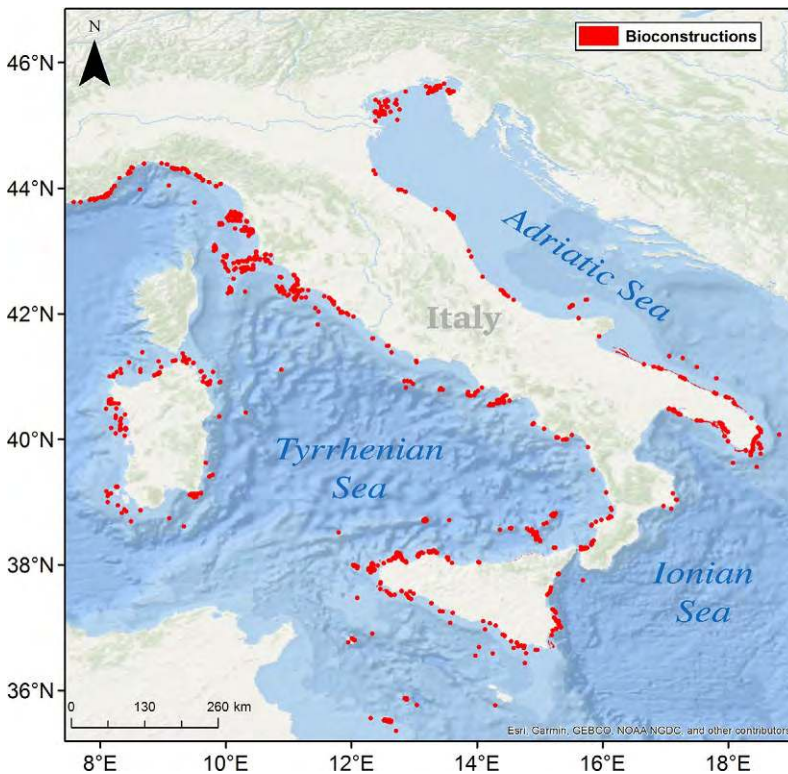 N
Bioconstructions
46°N
44°N
42°N
40°N
38°N
36°N
Adriatic Sea
Italy
Tyrrhenian
Sea
Ionian
Sea
0 130 260 km
Esri, Garmin, GEBCO, NOAA NGDC, and other contributors
8°E 10°E 12°E 14°E 16°E 18°E